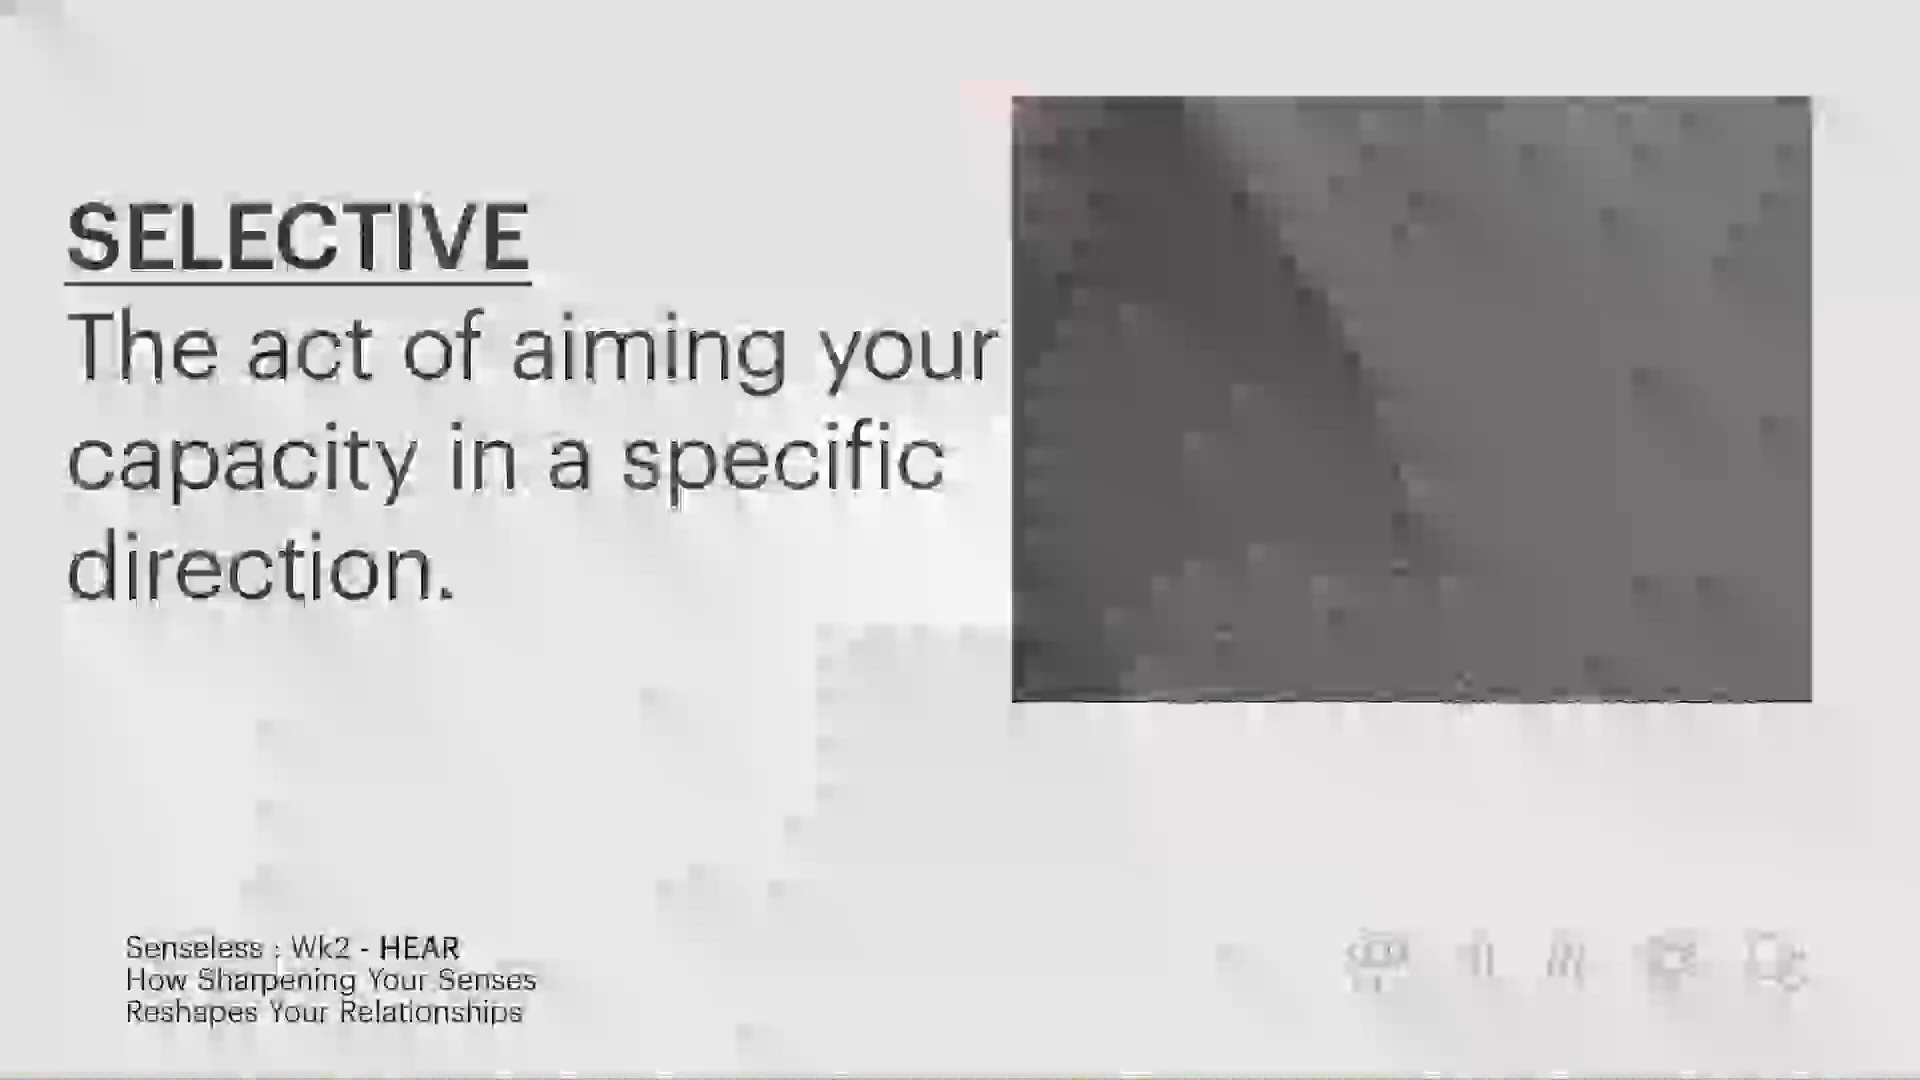 SELECTIVE
The act of aiming your
capacity in a specific
direction.
Senseless : Wk2 - HEAR
How Sharpening Your Senses
Reshapes Your Relationships